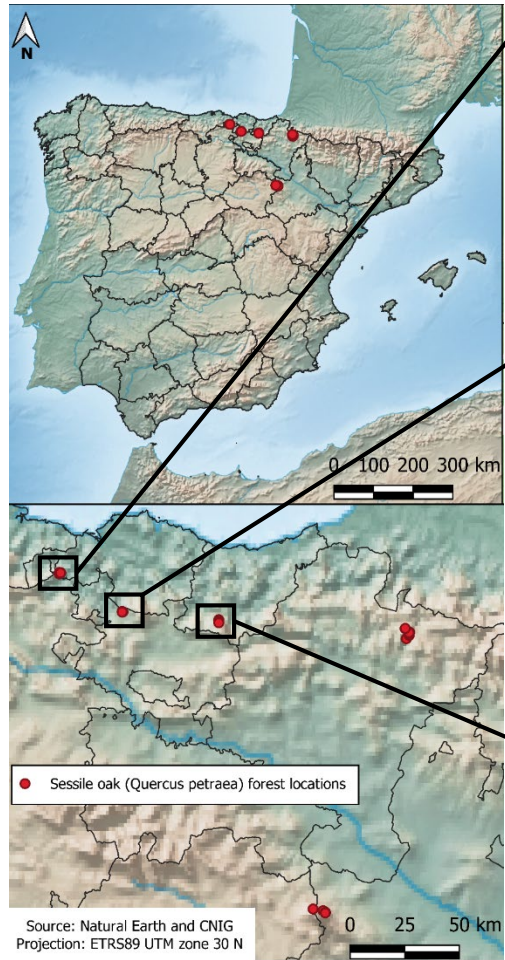 N
0 100 200 300 km
Sessile oak (Quercus petraea) forest locations
Source: Natural Earth and CNIG
Projection: ETRS89 UTM zone 30 N
0 25 50 km